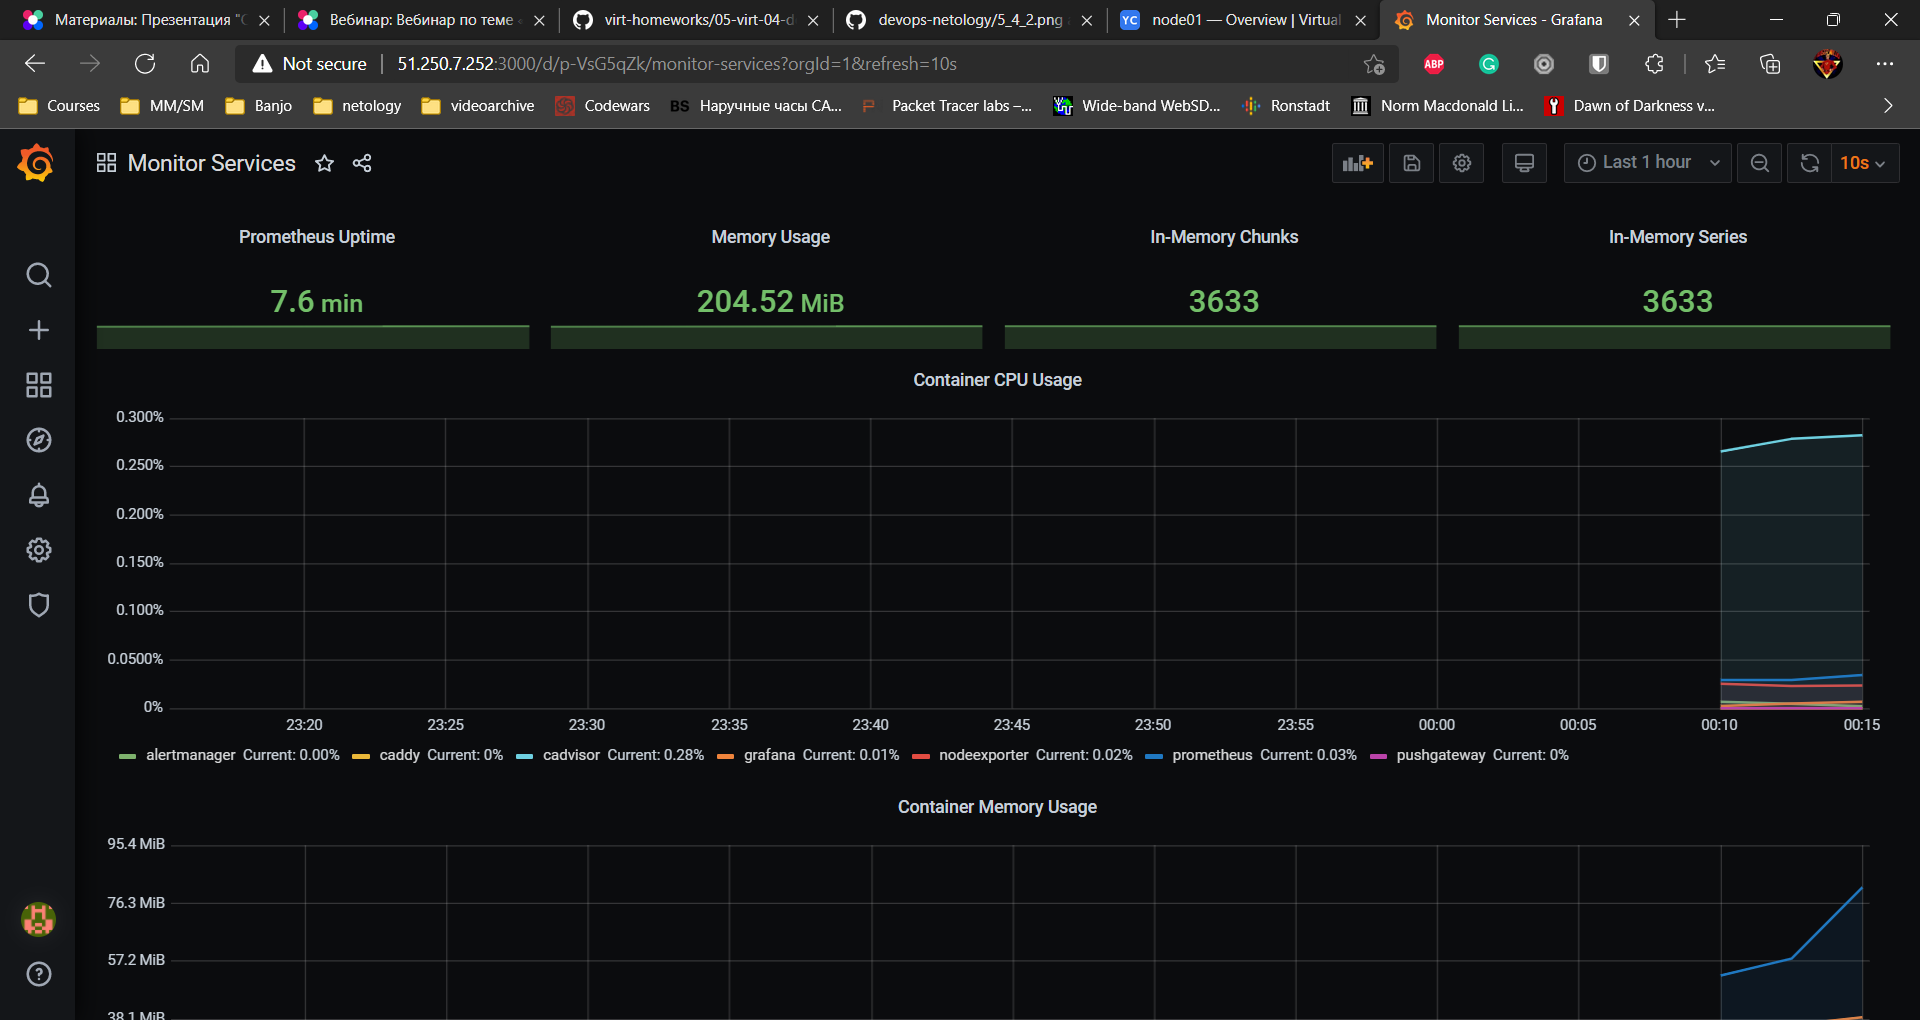 Материалы: Презентация "С
Вебинар: Вебинар по теме
virt-homeworks/05-virt-04-d
devops-netology/5_4_2.png
node01 — Overview | Virtual
Monitor Services - Grafana
Not secure
51.250.7.252:3000/d/p-VsG5qZk/monitor-services?orgId=1&refresh=10s
ABP
Courses
MM/SM
Banjo
netology
videoarchive
Codewars
BS Наручные часы CA...
Packet Tracer labs –...
Wide-band WebSD...
Ronstadt
Norm Macdonald Li...
Dawn of Darkness v...
Monitor Services
Last 1 hour
10s
Prometheus Uptime
Memory Usage
In-Memory Chunks
In-Memory Series
7.6 min
204.52 MiB
3633
3633
Container CPU Usage
0.300%
0.250%
0.200%
0.150%
0.100%
0.0500%
0%
23:20 23:25 23:30 23:35 23:40 23:45 23:50 23:55 00:00 00:05 00:10 00:15
alertmanager Current: 0.00% caddy Current: 0% cadvisor Current: 0.28% grafana Current: 0.01% nodeexporter Current: 0.02% prometheus Current: 0.03% pushgateway Current: 0%
Container Memory Usage
95.4 MiB
76.3 MiB
57.2 MiB
38.1 MiB